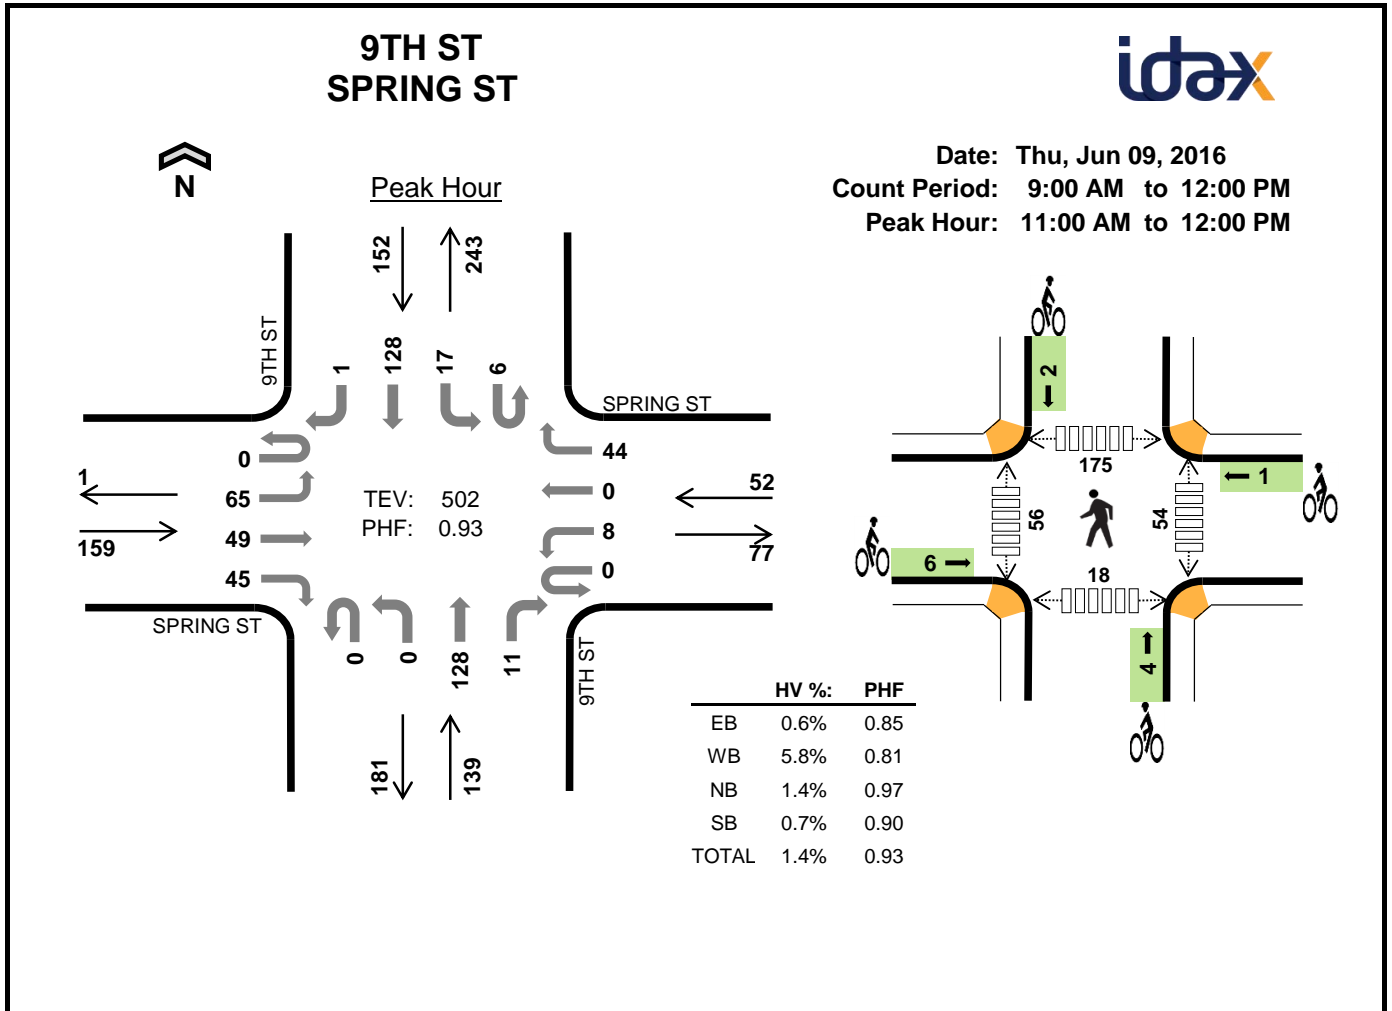 9TH ST
SPRING ST
idax
N
Peak Hour
Date: Thu, Jun 09, 2016
Count Period: 9:00 AM to 12:00 PM
Peak Hour: 11:00 AM to 12:00 PM
152
243
9TH ST
1
128
17
6
SPRING ST
0
44
1
65
TEV: 502
0
52
159
49
PHF: 0.93
8
77
45
0
SPRING ST
0
0
128
11
9TH ST
181
139
2
175
1
56
54
6
18
4
HV %: PHF
EB 0.6% 0.85
WB 5.8% 0.81
NB 1.4% 0.97
SB 0.7% 0.90
TOTAL 1.4% 0.93